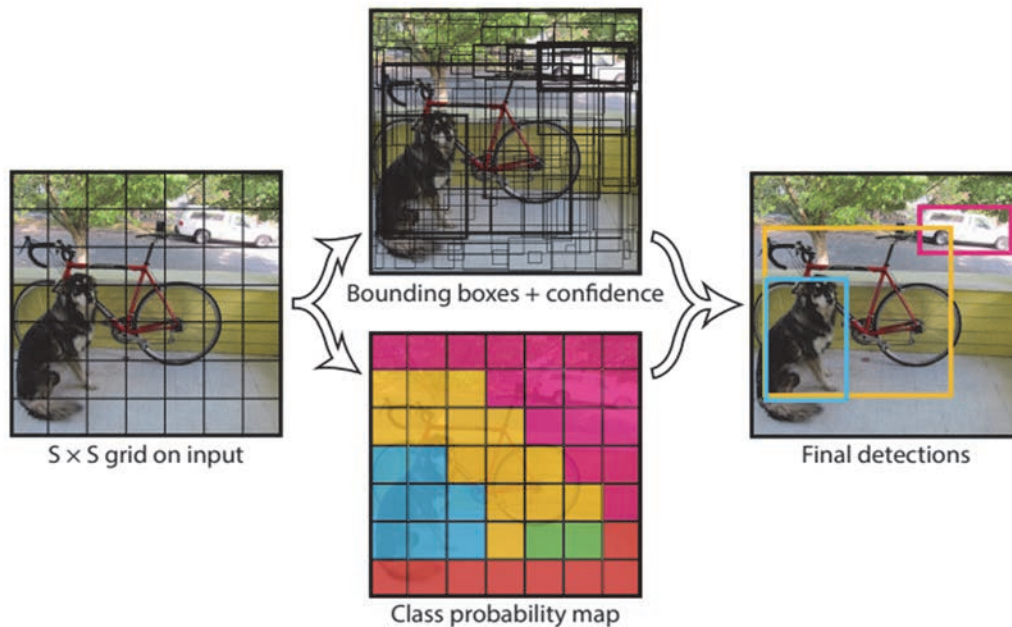 Bounding boxes + confidence
S × S grid on input
Final detections
Class probability map